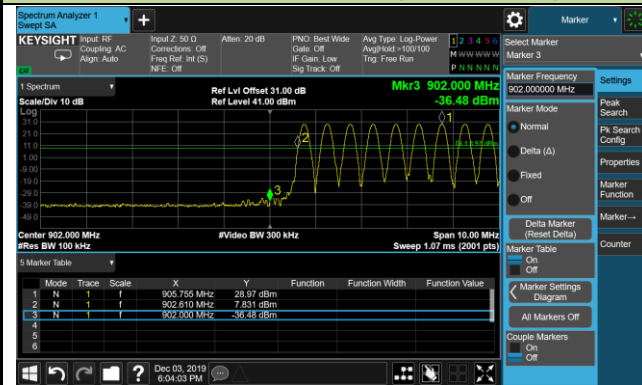 Spectrum Analyzer 1
Swept SA
Marker
KEYSIGHT
Input: RF
Coupling: AC
Align: Auto
Input Z: 50 Ω
Corrections: Off
Freq Ref: Int (S)
NFE: Off
Atten: 20 dB
PNO: Best Wide
Gate: Off
IF Gain: Low
Sig Track: Off
Avg Type: Log-Power
Avg|Hold:>100/100
Trig: Free Run
1 2 3 4 5 6
M W W W W W
P N N N N N
Select Marker
Marker 3
1 Spectrum
Scale/Div 10 dB
Log
Ref Lvl Offset 31.00 dB
Ref Level 41.00 dBm
Mkr3 902.000 MHz
-36.48 dBm
31.0
21.0
11.0
1.00
-9.00
-19.0
-29.0
-39.0
-49.0
1
2
3
Center 902.000 MHz
#Res BW 100 kHz
#Video BW 300 kHz
Span 10.00 MHz
Sweep 1.07 ms (2001 pts)
5 Marker Table
Mode Trace Scale X Y Function Function Width Function Value
1 N 1 f 905.755 MHz 28.97 dBm
2 N 1 f 902.610 MHz 7.831 dBm
3 N 1 f 902.000 MHz -36.48 dBm
4
5
6
Marker Frequency
902.000000 MHz
Marker Mode
Normal
Delta (Δ)
Fixed
Off
Delta Marker
(Reset Delta)
Marker Table
On
Off
Marker Settings
Diagram
All Markers Off
Couple Markers
On
Off
Settings
Peak
Search
Pk Search
Config
Properties
Marker
Function
Marker→
Counter
Dec 03, 2019
6:04:03 PM